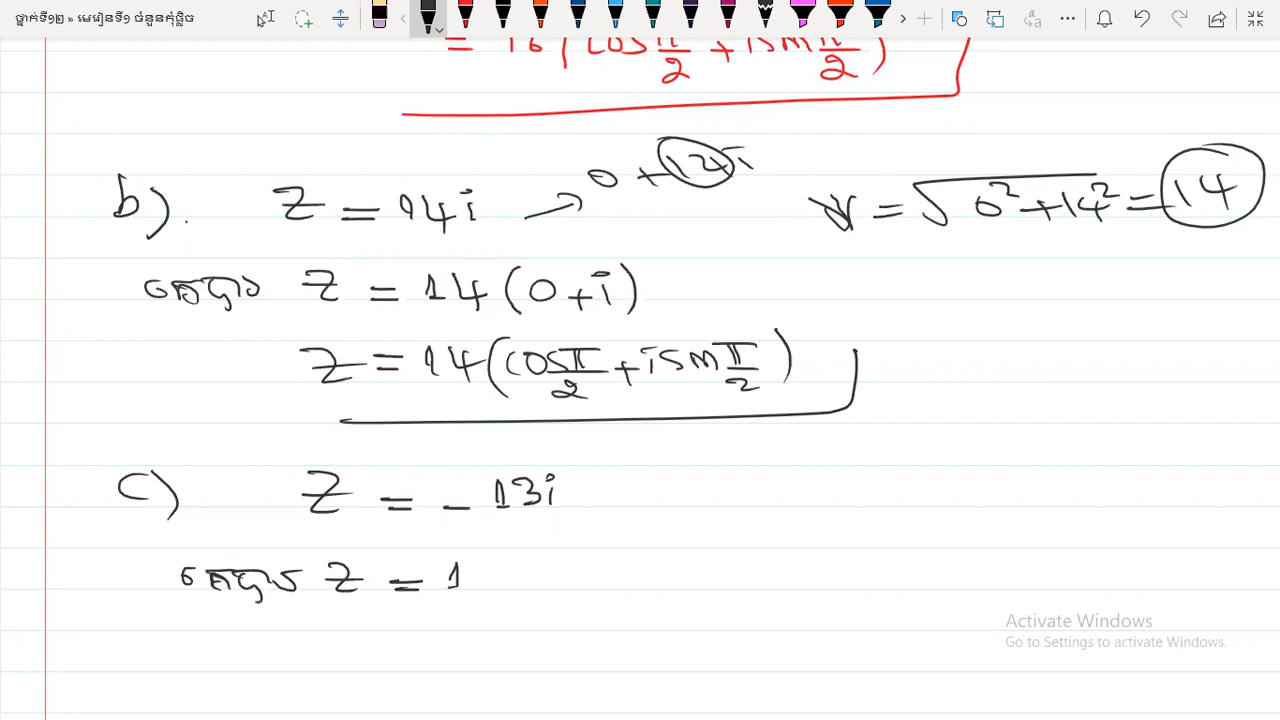 ថ្នាក់ទី១២ » មេរៀនទី១ ចំនួនកុំផ្លិច
= 16 (cos π/2 + i sin π/2)
b). Z = 14i → 0 + 14i r = √(0² + 14²) = 14
គេបាន Z = 14 (0 + i)
Z = 14 (cos π/2 + i sin π/2)
c) Z = - 13i
គេបាន Z = 1
Activate Windows
Go to Settings to activate Windows.